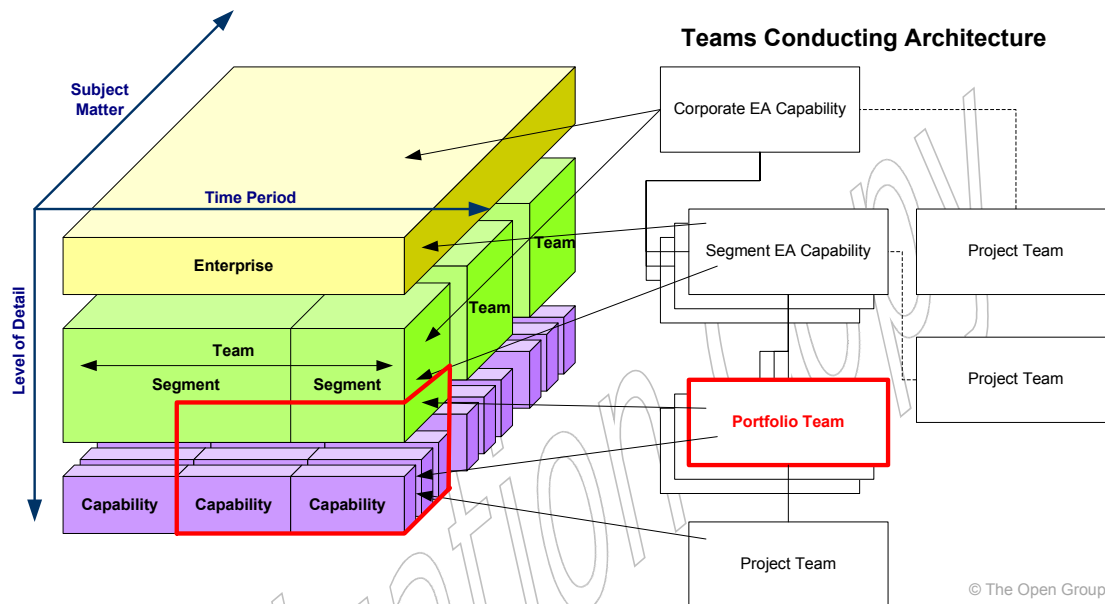 Teams Conducting Architecture
Subject
Matter
Corporate EA Capability
Time Period
Team
Enterprise
Segment EA Capability
Project Team
Team
Level of Detail
Team
Segment
Segment
Project Team
Portfolio Team
Capability
Capability
Capability
Project Team
© The Open Group